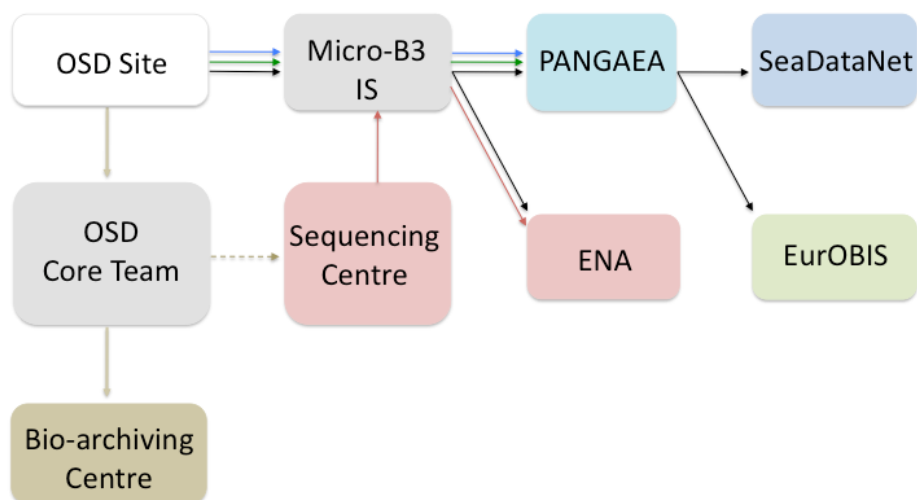 OSD Site
Micro-B3
IS
PANGAEA
SeaDataNet
OSD
Core Team
Sequencing
Centre
ENA
EurOBIS
Bio-archiving
Centre